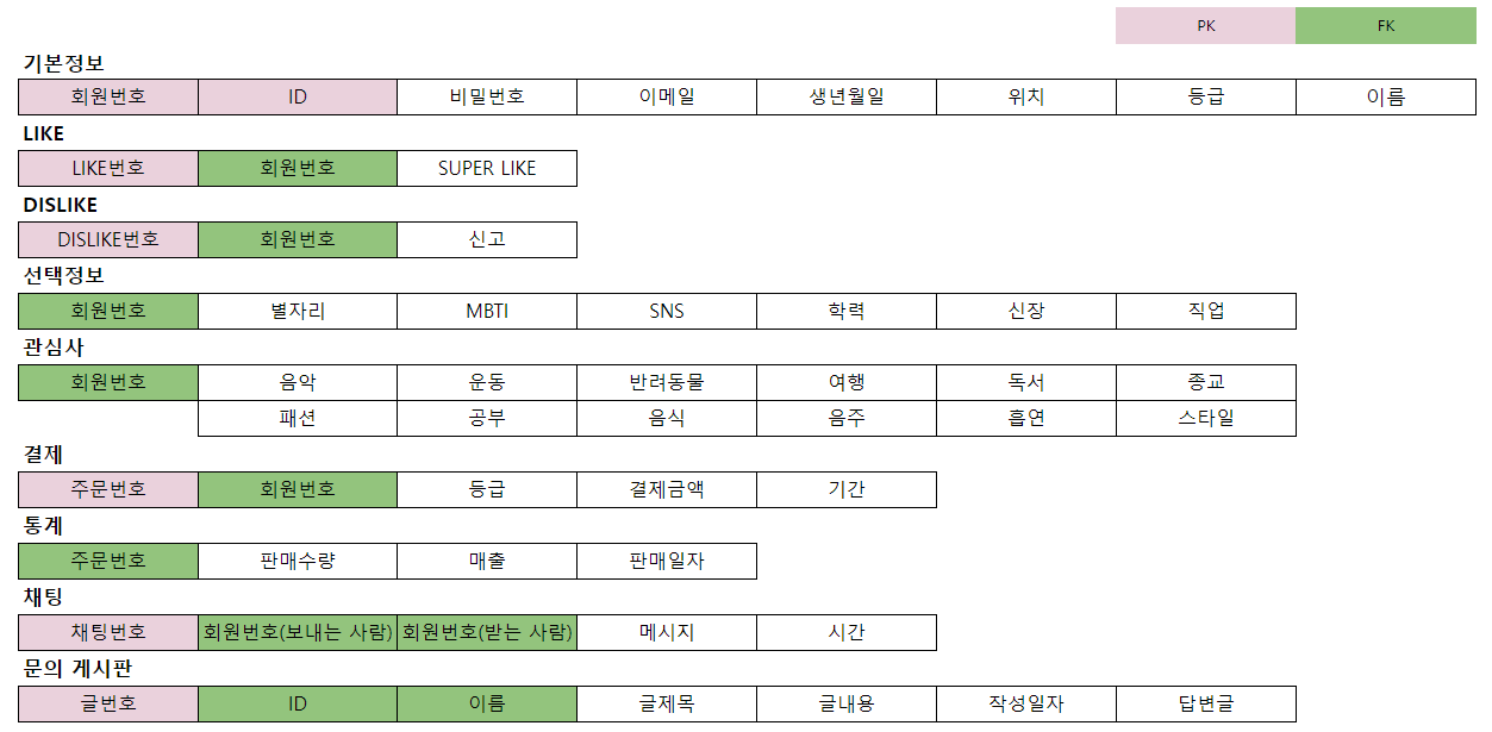 PK FK
기본정보
회원번호 ID 비밀번호 이메일 생년월일 위치 등급 이름
LIKE
LIKE번호 회원번호 SUPER LIKE
DISLIKE
DISLIKE번호 회원번호 신고
선택정보
회원번호 별자리 MBTI SNS 학력 신장 직업
관심사
회원번호 음악 운동 반려동물 여행 독서 종교
패션 공부 음식 음주 흡연 스타일
결제
주문번호 회원번호 등급 결제금액 기간
통계
주문번호 판매수량 매출 판매일자
채팅
채팅번호 회원번호(보내는 사람) 회원번호(받는 사람) 메시지 시간
문의 게시판
글번호 ID 이름 글제목 글내용 작성일자 답변글